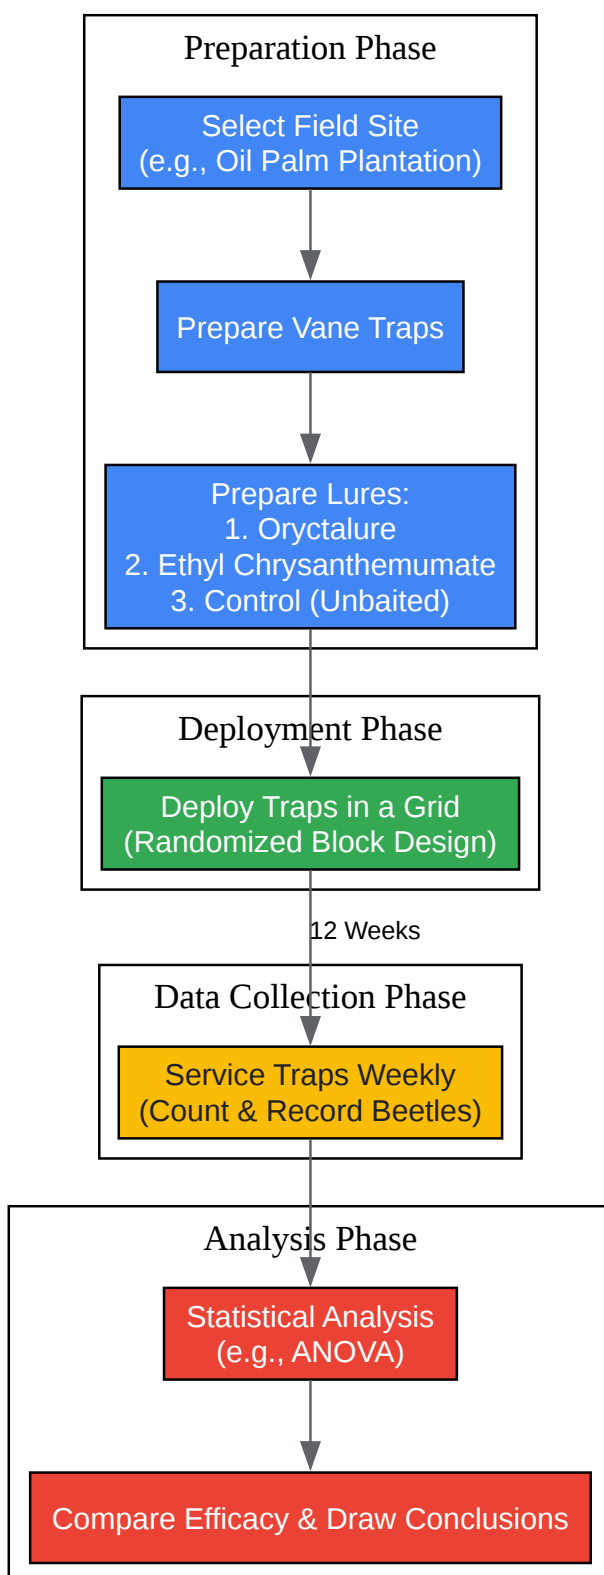 Preparation Phase
Select Field Site
(e.g., Oil Palm Plantation)
Prepare Vane Traps
Prepare Lures:
1. Oryctalure
2. Ethyl Chrysanthemumate
3. Control (Unbaited)
Deployment Phase
Deploy Traps in a Grid
(Randomized Block Design)
12 Weeks
Data Collection Phase
Service Traps Weekly
(Count & Record Beetles)
Analysis Phase
Statistical Analysis
(e.g., ANOVA)
Compare Efficacy & Draw Conclusions